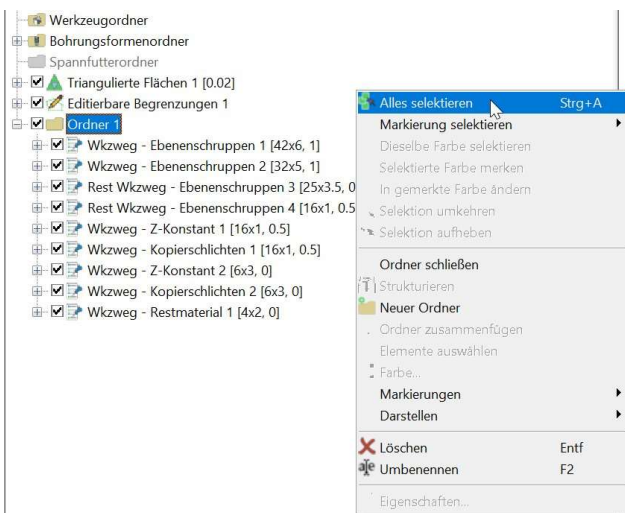 Werkzeugordner
Bohrungsformenordner
Spannfutterordner
Triangulierte Flächen 1 [0.02]
Editierbare Begrenzungen 1
Ordner 1
Wkzweg - Ebenenschruppen 1 [42x6, 1]
Wkzweg - Ebenenschruppen 2 [32x5, 1]
Rest Wkzweg - Ebenenschruppen 3 [25x3.5, 0
Rest Wkzweg - Ebenenschruppen 4 [16x1, 0.5
Wkzweg - Z-Konstant 1 [16x1, 0.5]
Wkzweg - Kopierschlichten 1 [16x1, 0.5]
Wkzweg - Z-Konstant 2 [6x3, 0]
Wkzweg - Kopierschlichten 2 [6x3, 0]
Wkzweg - Restmaterial 1 [4x2, 0]
Alles selektieren Strg+A
Markierung selektieren
Dieselbe Farbe selektieren
Selektierte Farbe merken
In gemerkte Farbe ändern
Selektion umkehren
Selektion aufheben
Ordner schließen
Strukturieren
Neuer Ordner
Ordner zusammenfügen
Elemente auswählen
Farbe...
Markierungen
Darstellen
Löschen Entf
Umbenennen F2
Eigenschaften...